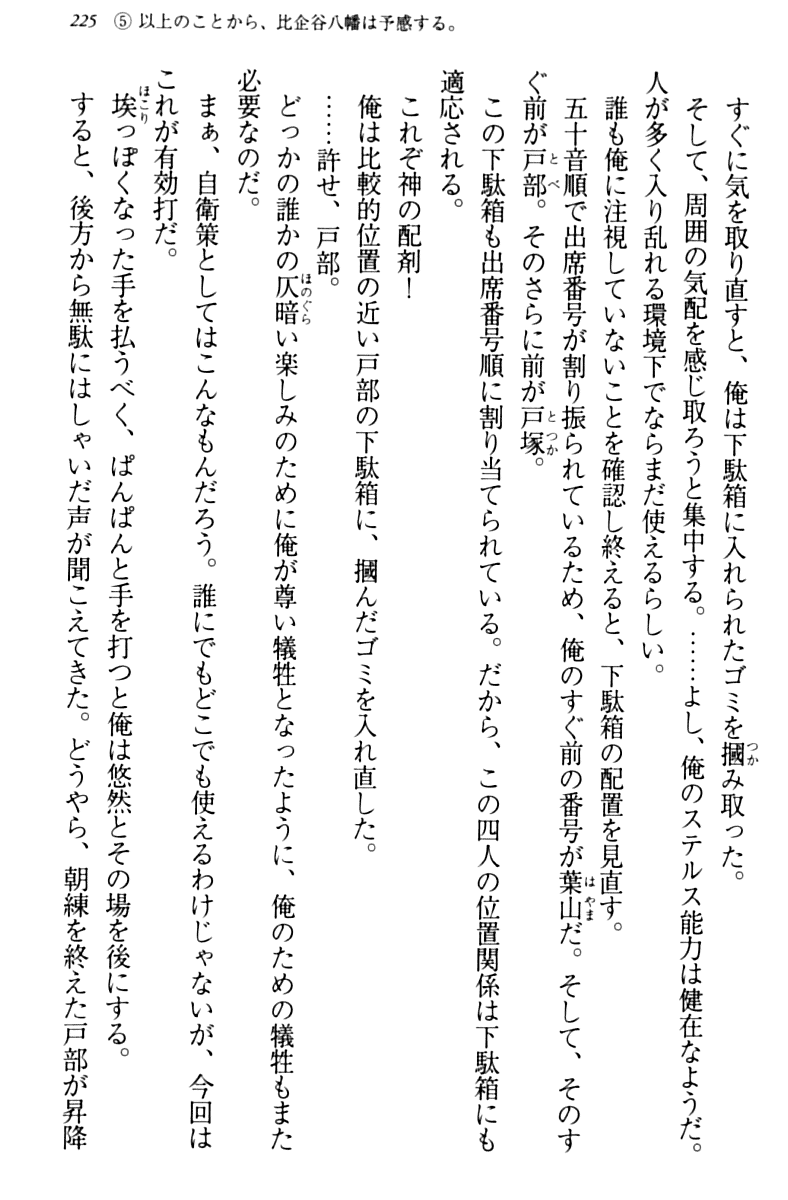 225 ⑤ 以上のことから、比企谷八幡は予感する。
すぐに気を取り直すと、俺は下駄箱に入れられたゴミを摑み取った。
そして、周囲の気配を感じ取ろうと集中する。……よし、俺のステルス能力は健在なようだ。
人が多く入り乱れる環境下でならまだ使えるらしい。
誰も俺に注視していないことを確認し終えると、下駄箱の配置を見直す。
五十音順で出席番号が割り振られているため、俺のすぐ前の番号が葉山だ。そして、そのす
ぐ前が戸部。そのさらに前が戸塚。
この下駄箱も出席番号順に割り当てられている。だから、この四人の位置関係は下駄箱にも
適応される。
これぞ神の配剤！
俺は比較的位置の近い戸部の下駄箱に、摑んだゴミを入れ直した。
……許せ、戸部。
どっかの誰かの仄暗い楽しみのために俺が尊い犠牲となったように、俺のための犠牲もまた
必要なのだ。
まぁ、自衛策としてはこんなもんだろう。誰にでもどこでも使えるわけじゃないが、今回は
これが有効打だ。
埃っぽくなった手を払うべく、ぱんぱんと手を打つと俺は悠然とその場を後にする。
すると、後方から無駄にはしゃいだ声が聞こえてきた。どうやら、朝練を終えた戸部が昇降